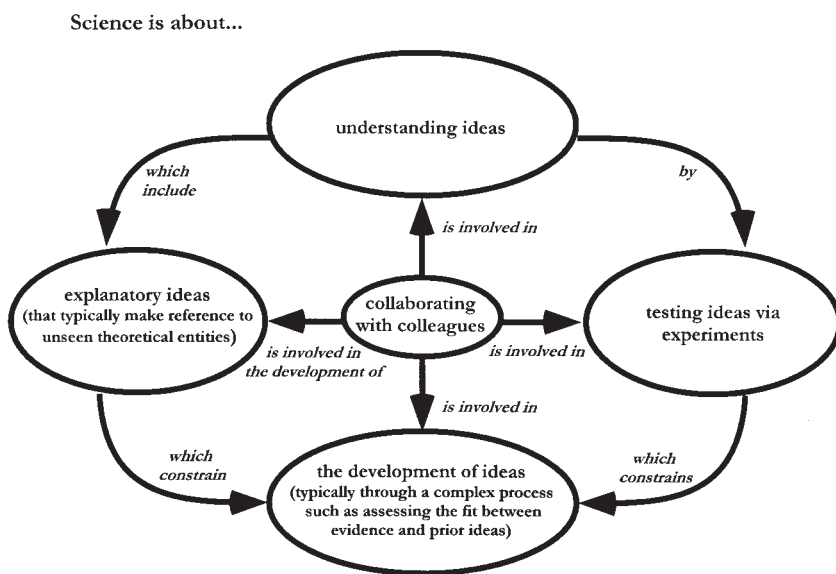 Science is about...
understanding ideas
which
include
by
is involved in
explanatory ideas
(that typically make reference to
unseen theoretical entities)
collaborating
with colleagues
testing ideas via
experiments
is involved in
the development of
is involved in
is involved in
which
constrain
the development of ideas
(typically through a complex process
such as assessing the fit between
evidence and prior ideas)
which
constrains